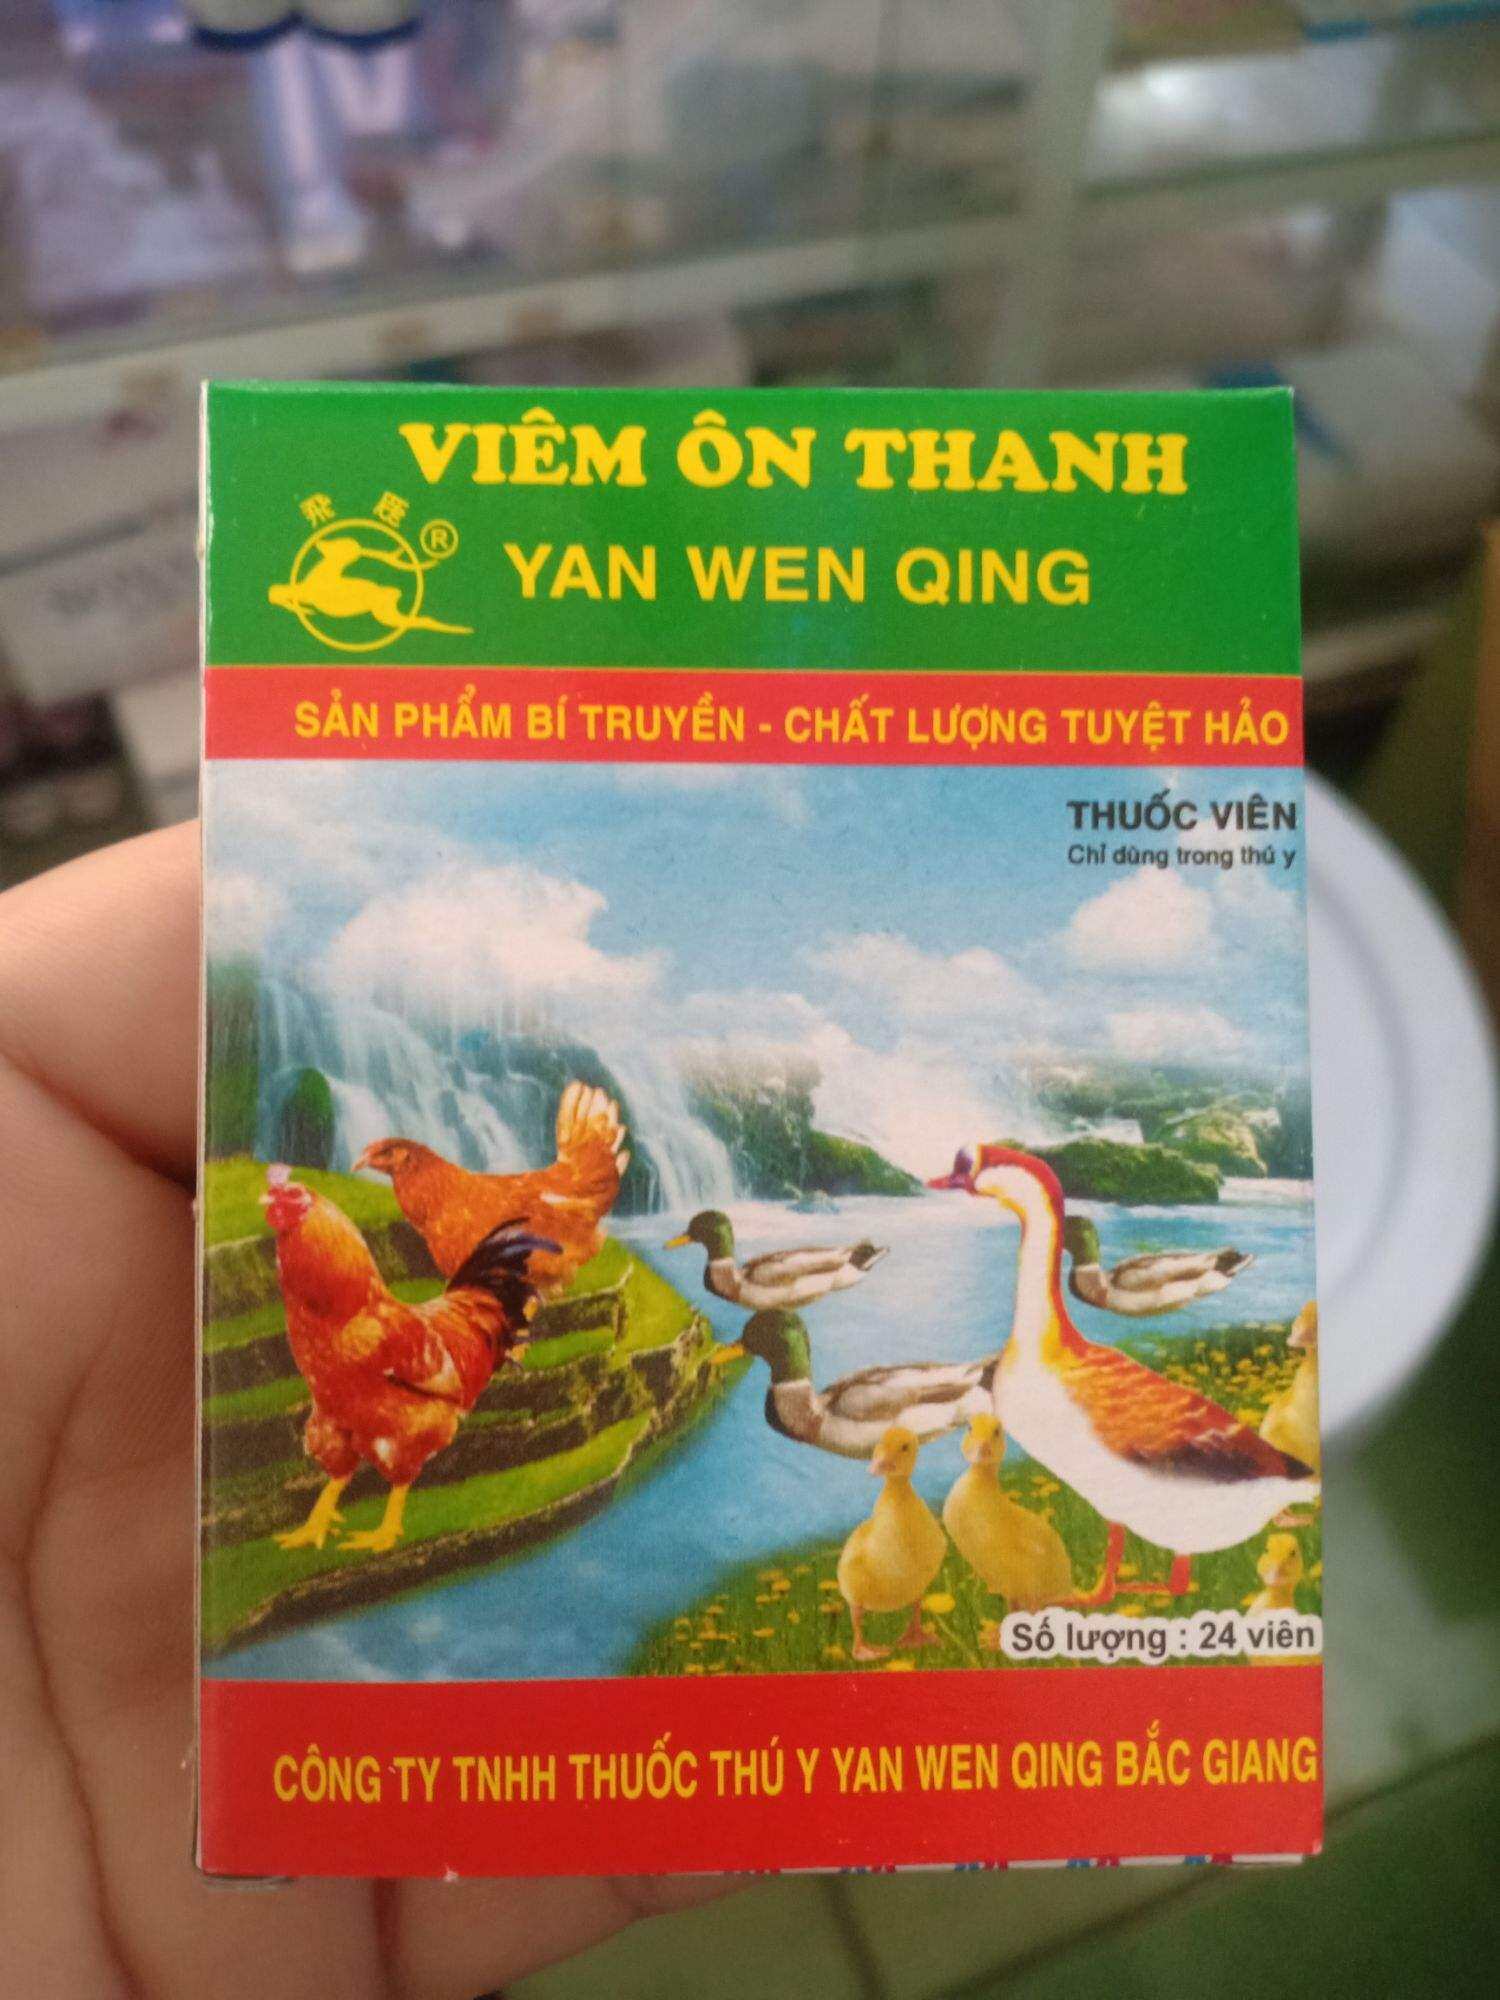 VIÊM ÔN THANH
®
YAN WEN QING
SẢN PHẨM BÍ TRUYỀN - CHẤT LƯỢNG TUYỆT HẢO
THUỐC VIÊN
Chỉ dùng trong thú y
Số lượng : 24 viên
CÔNG TY TNHH THUỐC THÚ Y YAN WEN QING BẮC GIANG